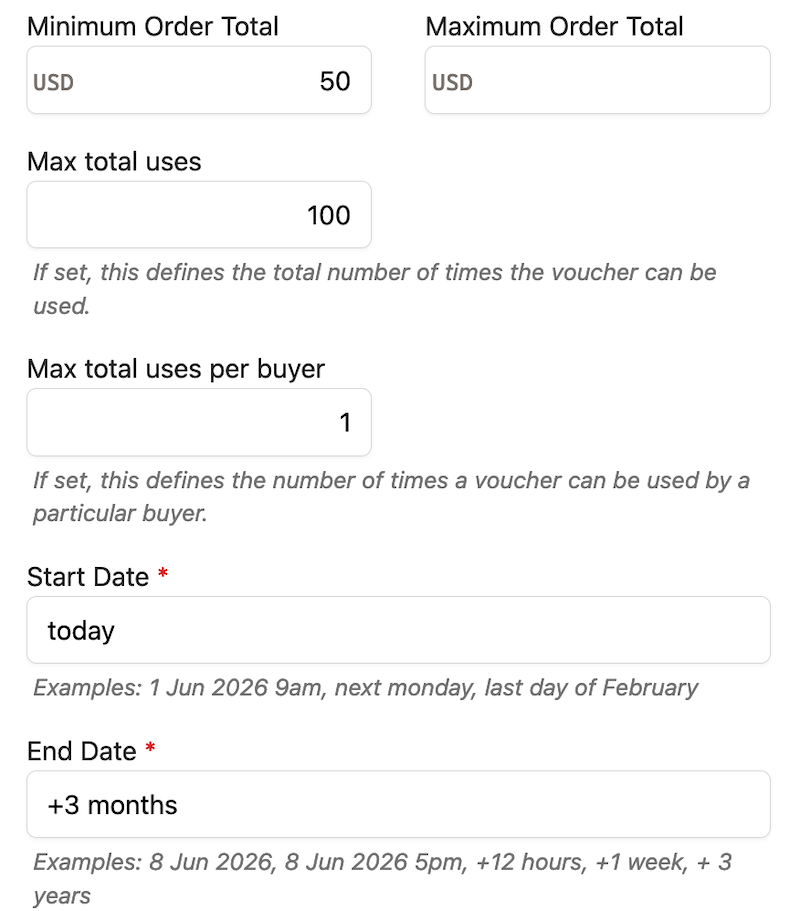 Minimum Order Total
Maximum Order Total
USD 50
USD
Max total uses
100
If set, this defines the total number of times the voucher can be
used.
Max total uses per buyer
1
If set, this defines the number of times a voucher can be used by a
particular buyer.
Start Date *
today
Examples: 1 Jun 2026 9am, next monday, last day of February
End Date *
+3 months
Examples: 8 Jun 2026, 8 Jun 2026 5pm, +12 hours, +1 week, + 3
years